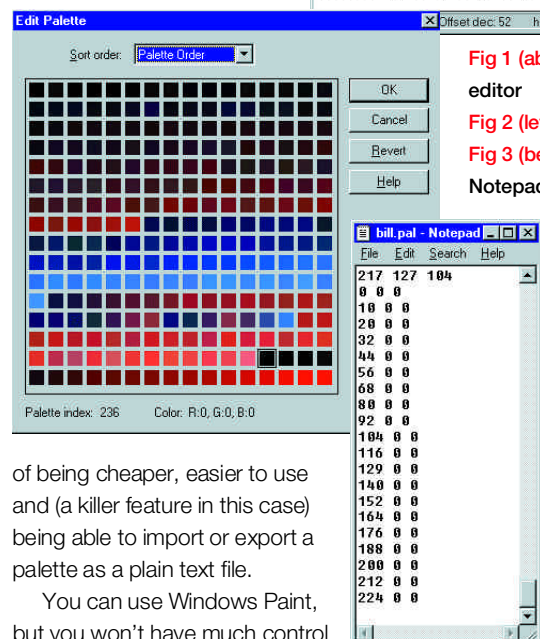 Offset dec: 52
Edit Palette
Sort order: Palette Order
OK
Cancel
Revert
Help
Palette index: 236 Color: R:0, G:0, B:0
Fig 1
editor
Fig 2
Fig 3
bill.pal - Notepad
File Edit Search Help
217 127 104
0 0 0
10 0 0
20 0 0
32 0 0
44 0 0
56 0 0
68 0 0
80 0 0
92 0 0
104 0 0
116 0 0
129 0 0
140 0 0
152 0 0
164 0 0
176 0 0
188 0 0
200 0 0
212 0 0
224 0 0
of being cheaper, easier to use
and (a killer feature in this case)
being able to import or export a
palette as a plain text file.
You can use Windows Paint,
but you won't have much control